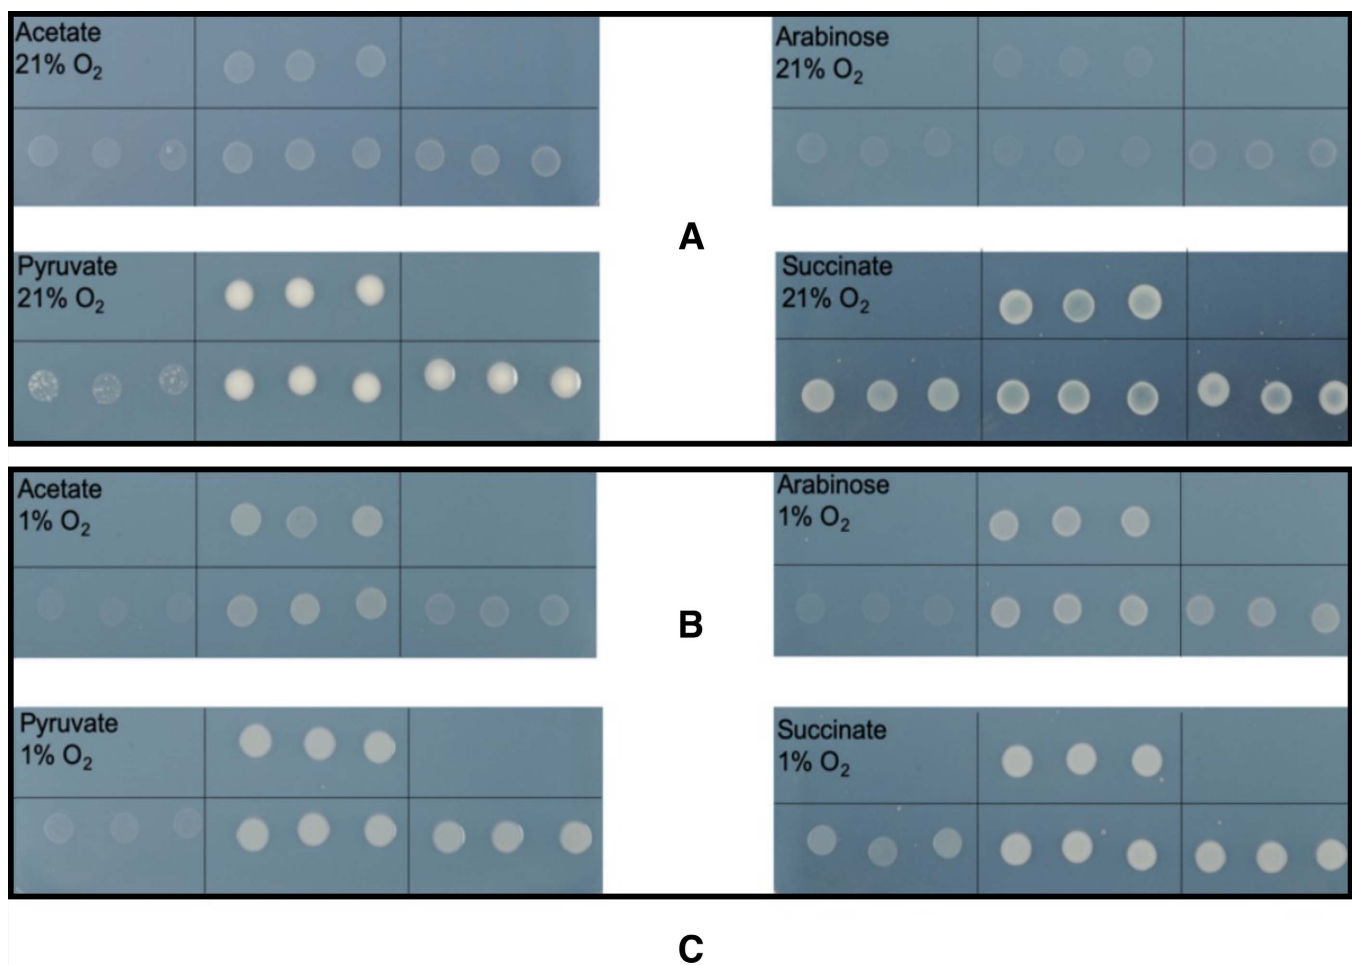 Acetate
21% O₂
Arabinose
21% O₂
A
Pyruvate
21% O₂
Succinate
21% O₂
Acetate
1% O₂
Arabinose
1% O₂
B
Pyruvate
1% O₂
Succinate
1% O₂
C